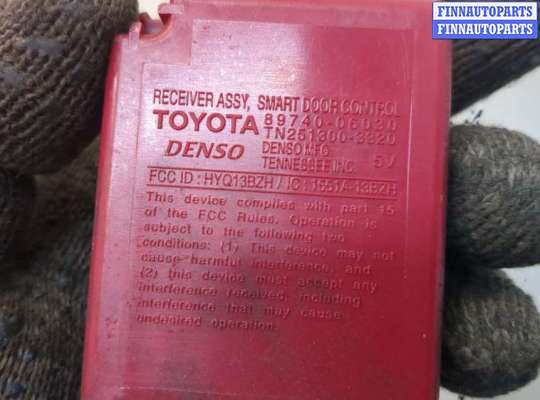 FINNAUTOPARTS
FINNAUTOPARTS
RECEIVER ASSY, SMART DOOR CONTROL
TOYOTA 89740-06020
TN251300-3320
DENSO DENSO MFG. 5V
TENNESSEE INC.
FCC ID : HYQ13BZH / IC : 1551A-13BZH
This device complies with part 15
of the FCC Rules. Operation is
subject to the following two
conditions: (1) This device may not
cause harmful interference, and
(2) this device must accept any
interference received, including
interference that may cause
undesired operation.